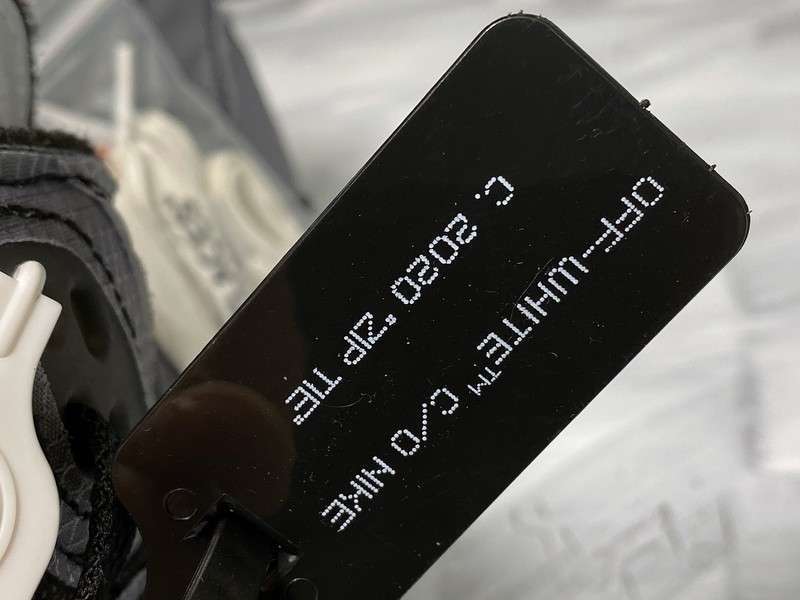 OFF-WHITE™ C/O NIKE
C. 2020 "ZIP TIE"